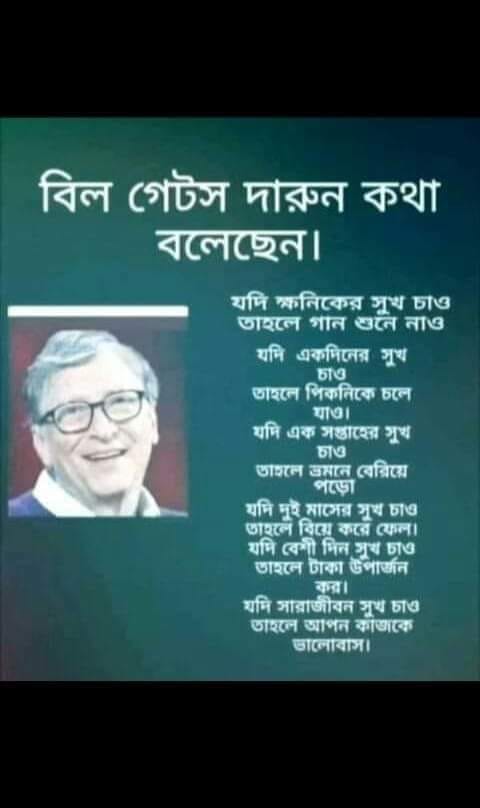 বিল গেটস দারুন কথা
বলেছেন।
যদি ক্ষনিকের সুখ চাও
তাহলে গান শুনে নাও
যদি একদিনের সুখ
চাও
তাহলে পিকনিকে চলে
যাও।
যদি এক সপ্তাহের সুখ
চাও
তাহলে ভ্রমনে বেরিয়ে
পড়ো
যদি দুই মাসের সুখ চাও
তাহলে বিয়ে করে ফেল।
যদি বেশী দিন সুখ চাও
তাহলে টাকা উপার্জন
কর।
যদি সারাজীবন সুখ চাও
তাহলে আপন কাজকে
ভালোবাস।